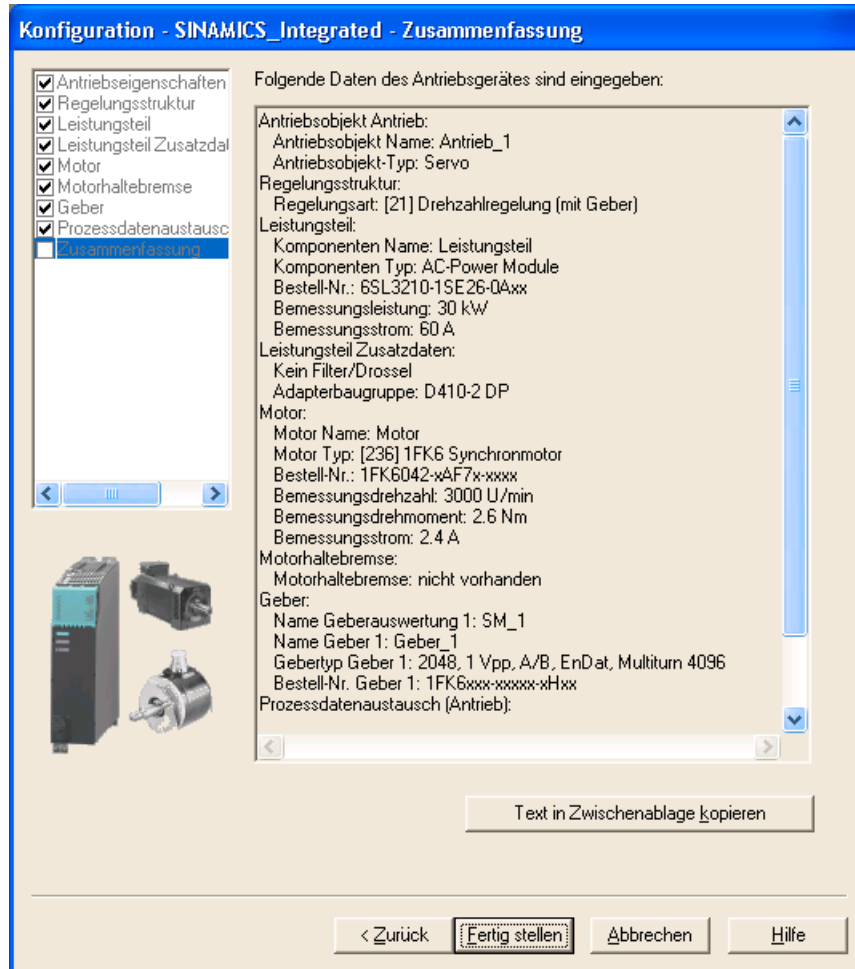 Konfiguration - SINAMICS_Integrated - Zusammenfassung
Antriebseigenschaften
Regelungsstruktur
Leistungsteil
Leistungsteil Zusatzdat
Motor
Motorhaltebremse
Geber
Prozessdatenaustausc
Zusammenfassung
Folgende Daten des Antriebsgerätes sind eingegeben:
Antriebsobjekt Antrieb:
Antriebsobjekt Name: Antrieb_1
Antriebsobjekt-Typ: Servo
Regelungsstruktur:
Regelungsart: [21] Drehzahlregelung (mit Geber)
Leistungsteil:
Komponenten Name: Leistungsteil
Komponenten Typ: AC-Power Module
Bestell-Nr.: 6SL3210-1SE26-0Axx
Bemessungsleistung: 30 kW
Bemessungsstrom: 60 A
Leistungsteil Zusatzdaten:
Kein Filter/Drossel
Adapterbaugruppe: D410-2 DP
Motor:
Motor Name: Motor
Motor Typ: [236] 1FK6 Synchronmotor
Bestell-Nr.: 1FK6042-xAF7x-xxxx
Bemessungsdrehzahl: 3000 U/min
Bemessungsdrehmoment: 2.6 Nm
Bemessungsstrom: 2.4 A
Motorhaltebremse:
Motorhaltebremse: nicht vorhanden
Geber:
Name Geberauswertung 1: SM_1
Name Geber 1: Geber_1
Gebertyp Geber 1: 2048, 1 Vpp, A/B, EnDat, Multiturn 4096
Bestell-Nr. Geber 1: 1FK6xxx-xxxxx-xHxx
Prozessdatenaustausch (Antrieb):
Text in Zwischenablage kopieren
< Zurück
Fertig stellen
Abbrechen
Hilfe